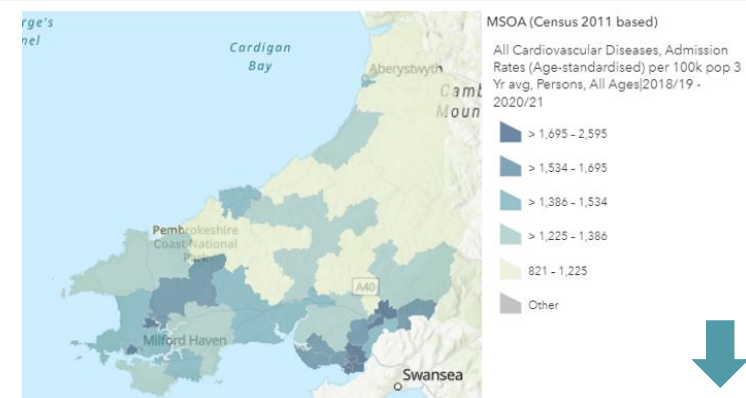 rge's
nel
Cardigan
Bay
Aberystwyth
Camb
Moun
Pembrokeshire
Coast National
Park
A40
Milford Haven
Swansea
MSOA (Census 2011 based)
All Cardiovascular Diseases, Admission
Rates (Age-standardised) per 100k pop 3
Yr avg, Persons, All Ages|2018/19 -
2020/21
> 1,695 - 2,595
> 1,534 - 1,695
> 1,386 - 1,534
> 1,225 - 1,386
821 - 1,225
Other